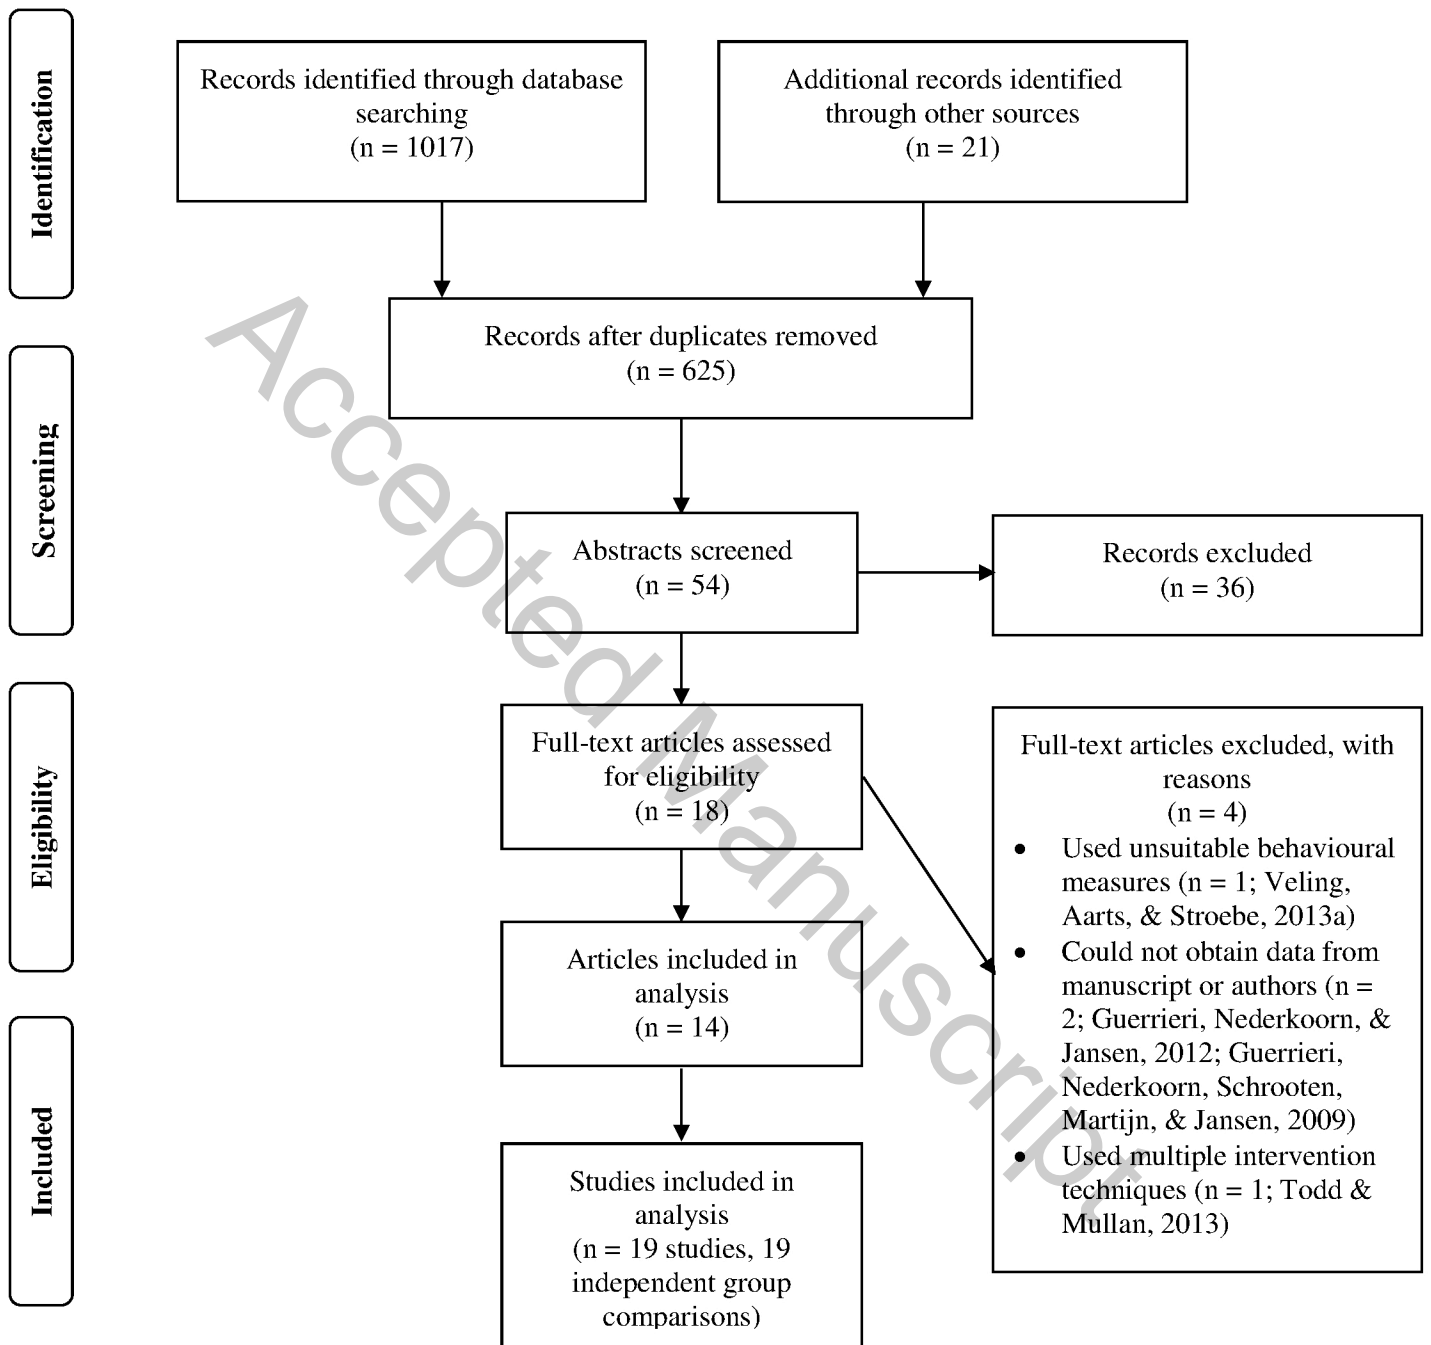 Identification
Records identified through database
searching
(n = 1017)
Additional records identified
through other sources
(n = 21)
Records after duplicates removed
(n = 625)
Screening
Abstracts screened
(n = 54)
Records excluded
(n = 36)
Eligibility
Full-text articles assessed
for eligibility
(n = 18)
Full-text articles excluded, with
reasons
(n = 4)
• Used unsuitable behavioural
measures (n = 1; Veling,
Aarts, & Stroebe, 2013a)
• Could not obtain data from
manuscript or authors (n =
2; Guerrieri, Nederkoorn, &
Jansen, 2012; Guerrieri,
Nederkoorn, Schrooten,
Martijn, & Jansen, 2009)
• Used multiple intervention
techniques (n = 1; Todd &
Mullan, 2013)
Articles included in
analysis
(n = 14)
Included
Studies included in
analysis
(n = 19 studies, 19
independent group
comparisons)
Accepted Manuscript